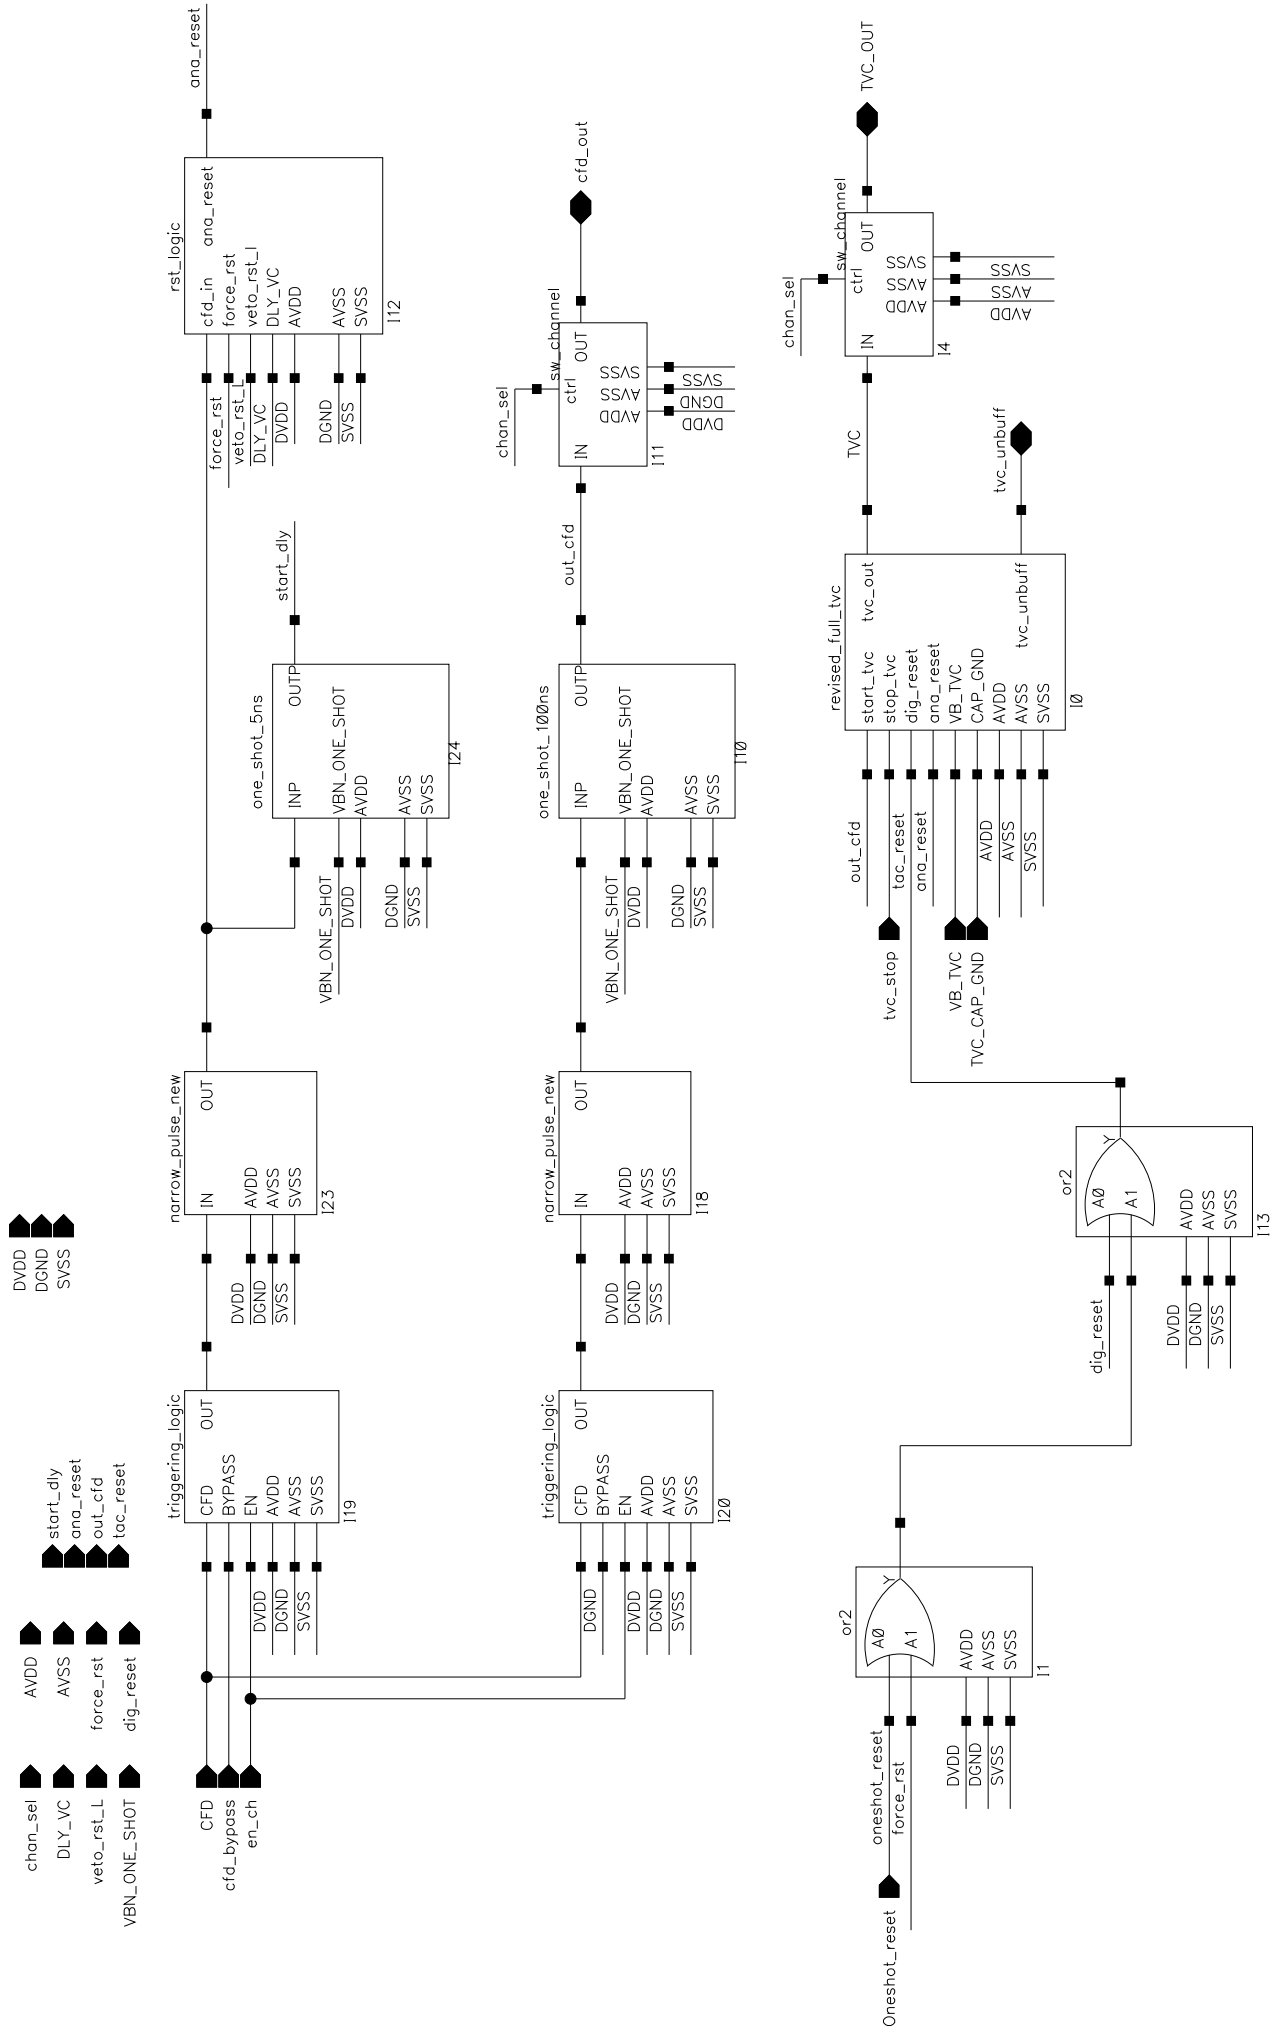 chan_sel
DLY_VC
veto_rst_L
VBN_ONE_SHOT
AVDD
AVSS
force_rst
dig_reset
start_dly
ana_reset
out_cfd
tac_reset
DVDD
DGND
SVSS
CFD
cfd_bypass
en_ch
triggering_logic
CFD
BYPASS
EN
AVDD
AVSS
SVSS
OUT
I19
DVDD
DGND
SVSS
narrow_pulse_new
IN
OUT
AVDD
AVSS
SVSS
I23
DVDD
DGND
SVSS
one_shot_5ns
INP
OUTP
VBN_ONE_SHOT
AVDD
AVSS
SVSS
I24
VBN_ONE_SHOT
DVDD
DGND
SVSS
start_dly
rst_logic
cfd_in
ana_reset
force_rst
veto_rst_l
DLY_VC
AVDD
AVSS
SVSS
I12
force_rst
veto_rst_L
DLY_VC
DVDD
DGND
SVSS
ana_reset
triggering_logic
CFD
BYPASS
EN
AVDD
AVSS
SVSS
OUT
I20
DGND
DVDD
DGND
SVSS
narrow_pulse_new
IN
OUT
AVDD
AVSS
SVSS
I18
DVDD
DGND
SVSS
one_shot_100ns
INP
OUTP
VBN_ONE_SHOT
AVDD
AVSS
SVSS
I10
VBN_ONE_SHOT
DVDD
DGND
SVSS
out_cfd
chan_sel
sw_channel
ctrl
IN
OUT
AVDD
AVSS
SVSS
I11
DVDD
DGND
SVSS
cfd_out
Oneshot_reset
oneshot_reset
force_rst
or2
A0
A1
Y
AVDD
AVSS
SVSS
I1
DVDD
DGND
SVSS
dig_reset
or2
A0
A1
Y
AVDD
AVSS
SVSS
I13
DVDD
DGND
SVSS
tvc_stop
VB_TVC
TVC_CAP_GND
out_cfd
tac_reset
ana_reset
AVDD
AVSS
SVSS
revised_full_tvc
start_tvc
stop_tvc
dig_reset
ana_reset
VB_TVC
CAP_GND
AVDD
AVSS
SVSS
tvc_out
tvc_unbuff
I0
TVC
tvc_unbuff
chan_sel
sw_channel
ctrl
IN
OUT
AVDD
AVSS
SVSS
I4
AVDD
AVSS
SVSS
TVC_OUT